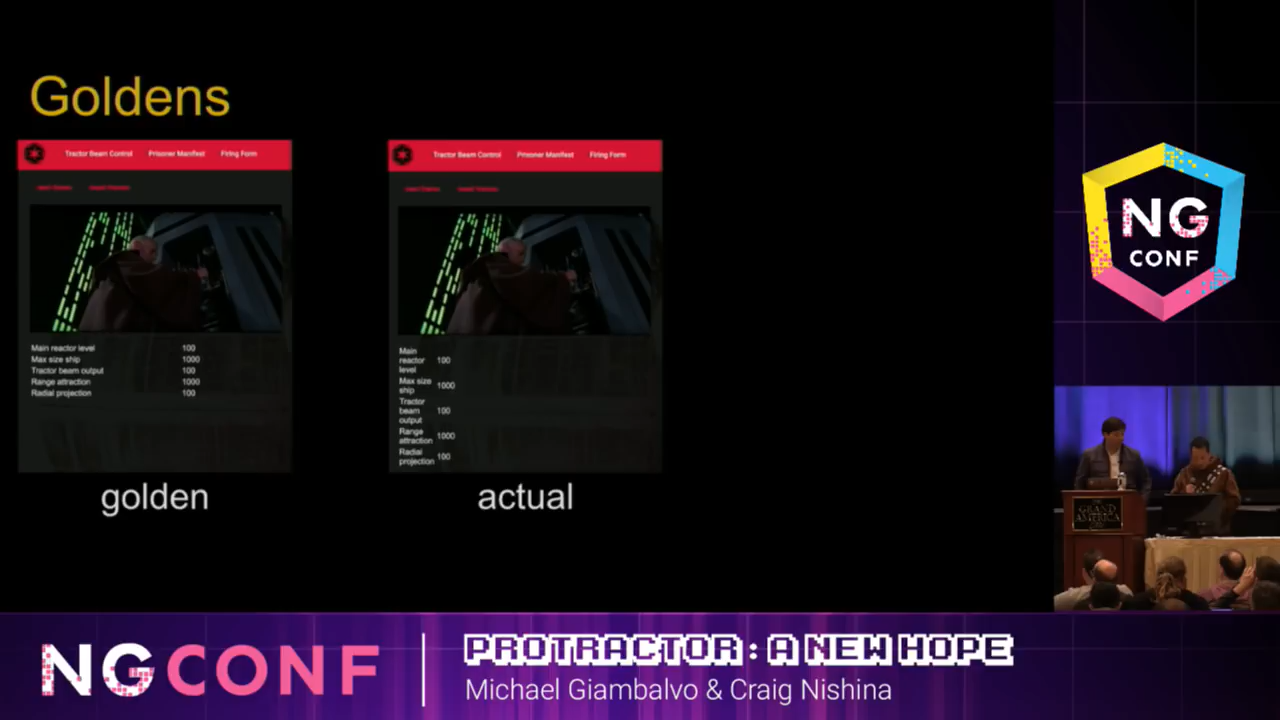 Goldens
Tractor Beam Control Prisoner Manifest Firing Form
Main reactor level 100
Max size ship 1000
Tractor beam output 100
Range attraction 1000
Radial projection 100
golden
Tractor Beam Control Prisoner Manifest Firing Form
Main
reactor 100
level
Max size
ship 1000
Tractor
beam 100
output
Range
attraction 1000
Radial
projection 100
actual
NG
CONF
GRAND
AMERICA
NGCONF
PROTRACTOR: A NEW HOPE
Michael Giambalvo & Craig Nishina